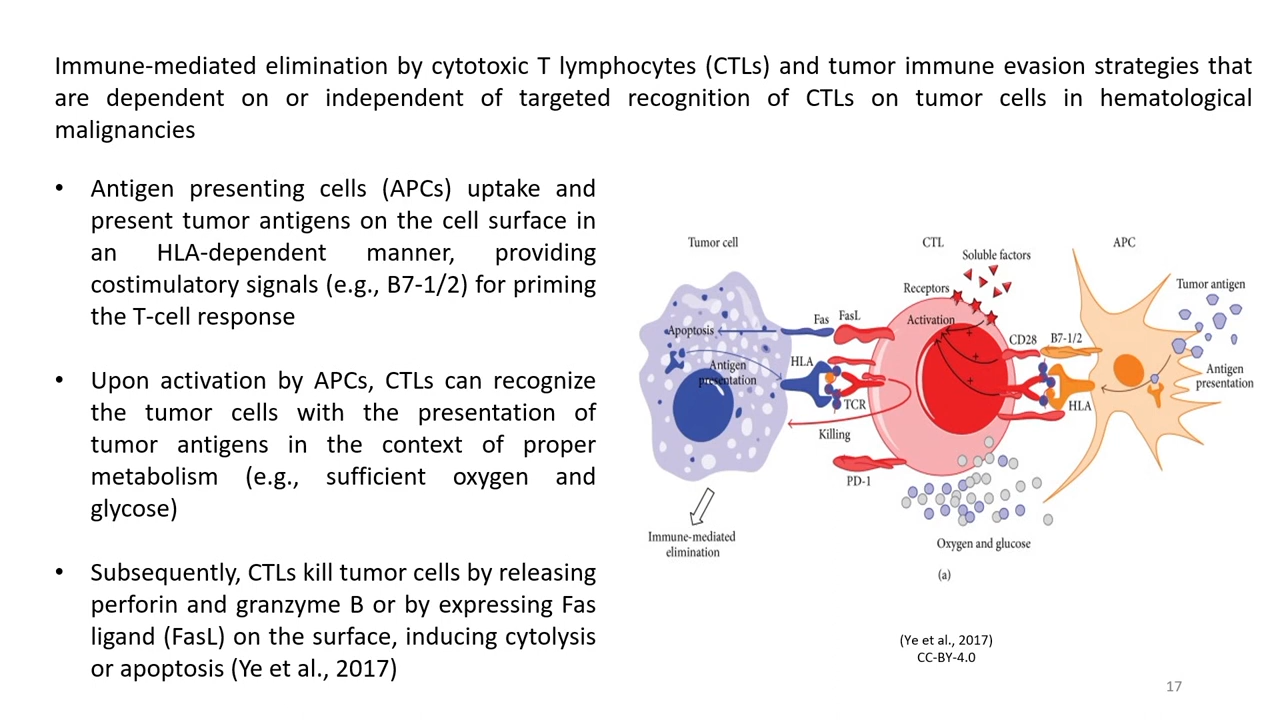 Immune-mediated elimination by cytotoxic T lymphocytes (CTLs) and tumor immune evasion strategies that
are dependent on or independent of targeted recognition of CTLs on tumor cells in hematological
malignancies
• Antigen presenting cells (APCs) uptake and
present tumor antigens on the cell surface in
an HLA-dependent manner, providing
costimulatory signals (e.g., B7-1/2) for priming
the T-cell response
• Upon activation by APCs, CTLs can recognize
the tumor cells with the presentation of
tumor antigens in the context of proper
metabolism (e.g., sufficient oxygen and
glycose)
• Subsequently, CTLs kill tumor cells by releasing
perforin and granzyme B or by expressing Fas
ligand (FasL) on the surface, inducing cytolysis
or apoptosis (Ye et al., 2017)
Tumor cell
CTL
APC
Soluble factors
Receptors
Tumor antigen
Apoptosis
Fas
FasL
Activation
CD28
B7-1/2
HLA
Antigen
presentation
TCR
HLA
Antigen
presentation
Killing
PD-1
Immune-mediated
elimination
Oxygen and glucose
(a)
(Ye et al., 2017)
CC-BY-4.0
17